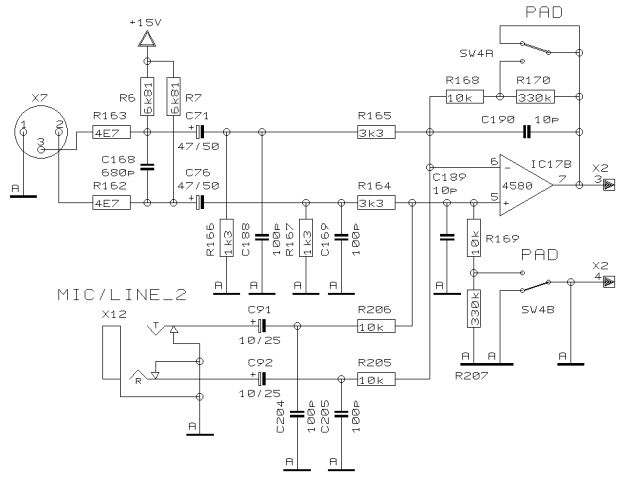 PAD
+15V
SW4A
X7
R6
6k81
6k81
R7
R168
10k
R170
330k
R163
4E7
C71
47/50
R165
3k3
C190
10p
1
2
3
C168
680p
C76
47/50
R164
3k3
C189
10p
6
-
IC17B
4580
7
5
+
X2
3
A
R162
4E7
R166
1k3
C188
100p
R167
1k3
C169
100p
10k
R169
PAD
X2
4
A
A
A
A
MIC/LINE_2
X12
C91
10/25
R206
10k
330k
SW4B
T
C92
10/25
R205
10k
R207
A
A
A
R
C204
100p
C205
100p
A
A
A